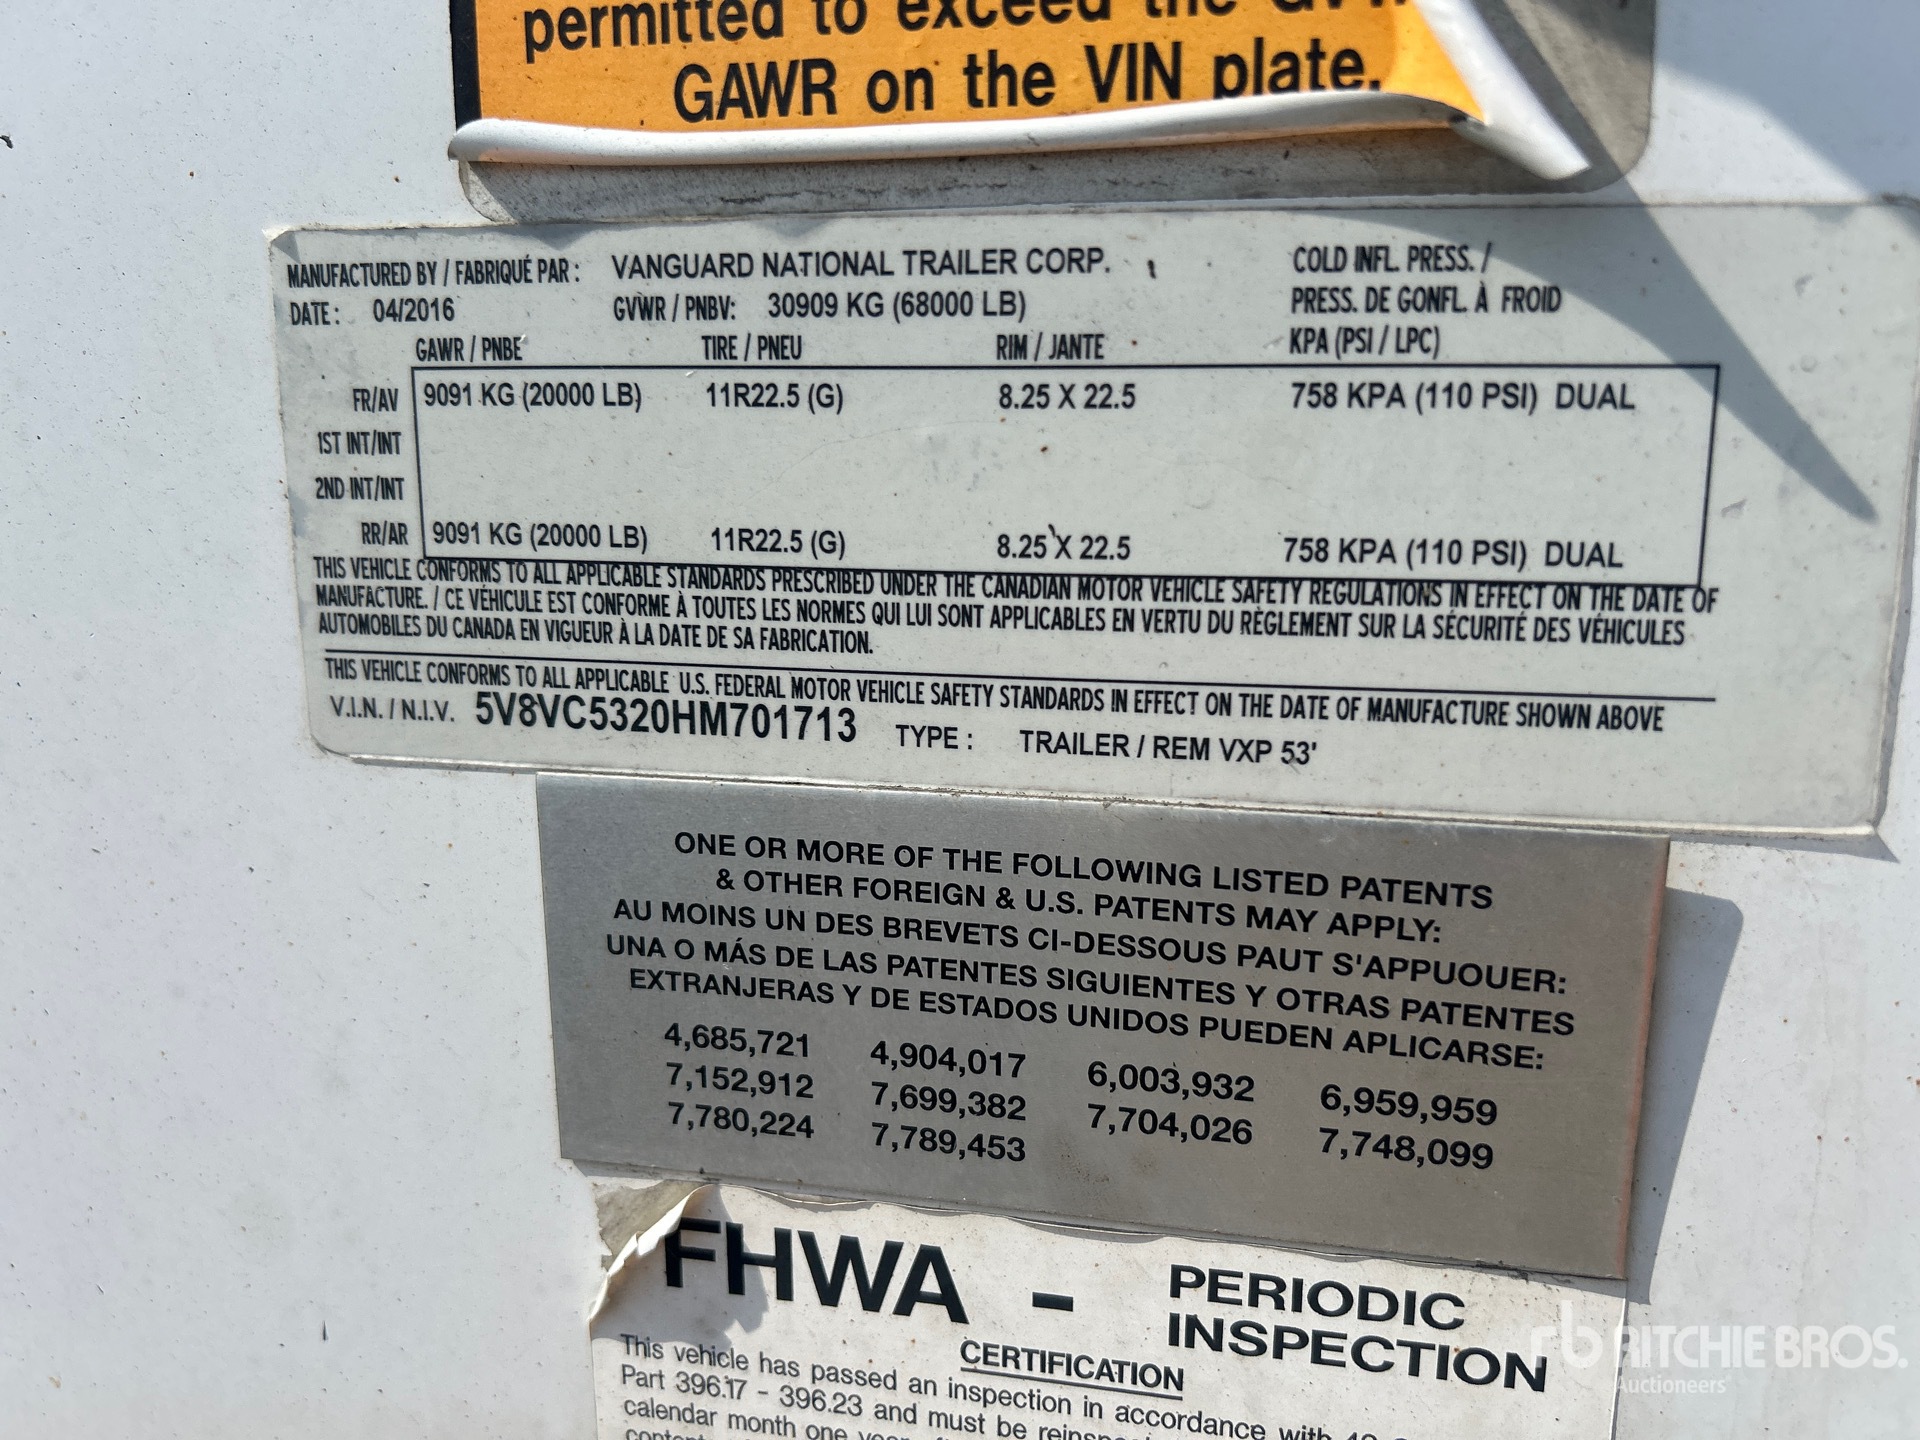 permitted to exceed the
GAWR on the VIN plate.
MANUFACTURED BY / FABRIQUÉ PAR : VANGUARD NATIONAL TRAILER CORP. COLD INFL. PRESS. /
DATE : 04/2016 GVWR / PNBV: 30909 KG (68000 LB) PRESS. DE GONFL. À FROID
GAWR / PNBE TIRE / PNEU RIM / JANTE KPA (PSI / LPC)
FR/AV 9091 KG (20000 LB) 11R22.5 (G) 8.25 X 22.5 758 KPA (110 PSI) DUAL
1ST INT/INT
2ND INT/INT
RR/AR 9091 KG (20000 LB) 11R22.5 (G) 8.25 X 22.5 758 KPA (110 PSI) DUAL
THIS VEHICLE CONFORMS TO ALL APPLICABLE STANDARDS PRESCRIBED UNDER THE CANADIAN MOTOR VEHICLE SAFETY REGULATIONS IN EFFECT ON THE DATE OF
MANUFACTURE. / CE VÉHICULE EST CONFORME À TOUTES LES NORMES QUI LUI SONT APPLICABLES EN VERTU DU RÈGLEMENT SUR LA SÉCURITÉ DES VÉHICULES
AUTOMOBILES DU CANADA EN VIGUEUR À LA DATE DE SA FABRICATION.
THIS VEHICLE CONFORMS TO ALL APPLICABLE U.S. FEDERAL MOTOR VEHICLE SAFETY STANDARDS IN EFFECT ON THE DATE OF MANUFACTURE SHOWN ABOVE
V.I.N. / N.I.V. 5V8VC5320HM701713 TYPE : TRAILER / REM VXP 53'
ONE OR MORE OF THE FOLLOWING LISTED PATENTS
& OTHER FOREIGN & U.S. PATENTS MAY APPLY:
AU MOINS UN DES BREVETS CI-DESSOUS PAUT S'APPUOUER:
UNA O MÁS DE LAS PATENTES SIGUIENTES Y OTRAS PATENTES
EXTRANJERAS Y DE ESTADOS UNIDOS PUEDEN APLICARSE:
4,685,721 4,904,017 6,003,932 6,959,959
7,152,912 7,699,382 7,704,026 7,748,099
7,780,224 7,789,453
FHWA - PERIODIC
INSPECTION
CERTIFICATION
This vehicle has passed an inspection in accordance with
Part 396.17 - 396.23 and must be
calendar month one
rb RITCHIE BROS.
Auctioneers